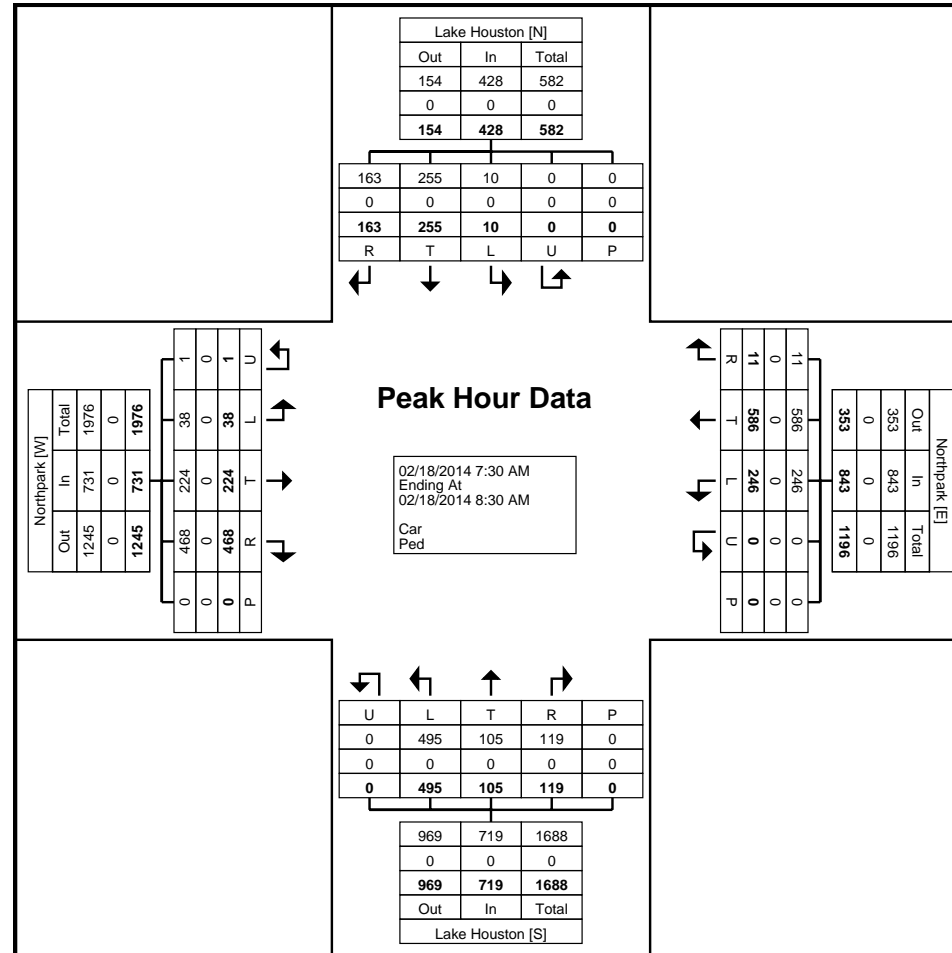 Lake Houston [N]
Out In Total
154 428 582
0 0 0
154 428 582
163 255 10 0 0
0 0 0 0 0
163 255 10 0 0
R T L U P
Northpark [W]
Total In Out
1976 731 1245
0 0 0
1976 731 1245
1 38 224 468 0
0 0 0 0 0
1 38 224 468 0
U L T R P
Peak Hour Data
02/18/2014 7:30 AM
Ending At
02/18/2014 8:30 AM
Car
Ped
R T L U P
11 586 246 0 0
0 0 0 0 0
11 586 246 0 0
353 843 1196
0 0 0
353 843 1196
Out In Total
Northpark [E]
U L T R P
0 495 105 119 0
0 0 0 0 0
0 495 105 119 0
969 719 1688
0 0 0
969 719 1688
Out In Total
Lake Houston [S]